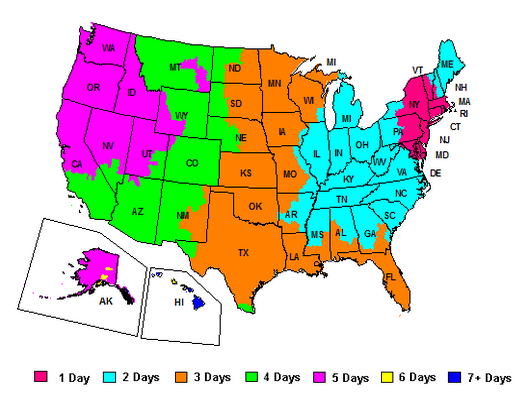 WA
OR
ID
MT
ND
MN
WI
MI
MI
VT
ME
NH
NY
MA
RI
CT
NJ
MD
DE
PA
SD
WY
NE
IA
IL
IN
OH
WV
VA
KY
NC
TN
SC
NV
UT
CA
CO
KS
MO
AZ
NM
OK
AR
MS
AL
GA
TX
LA
FL
AK
HI
1 Day 2 Days 3 Days 4 Days 5 Days 6 Days 7+ Days